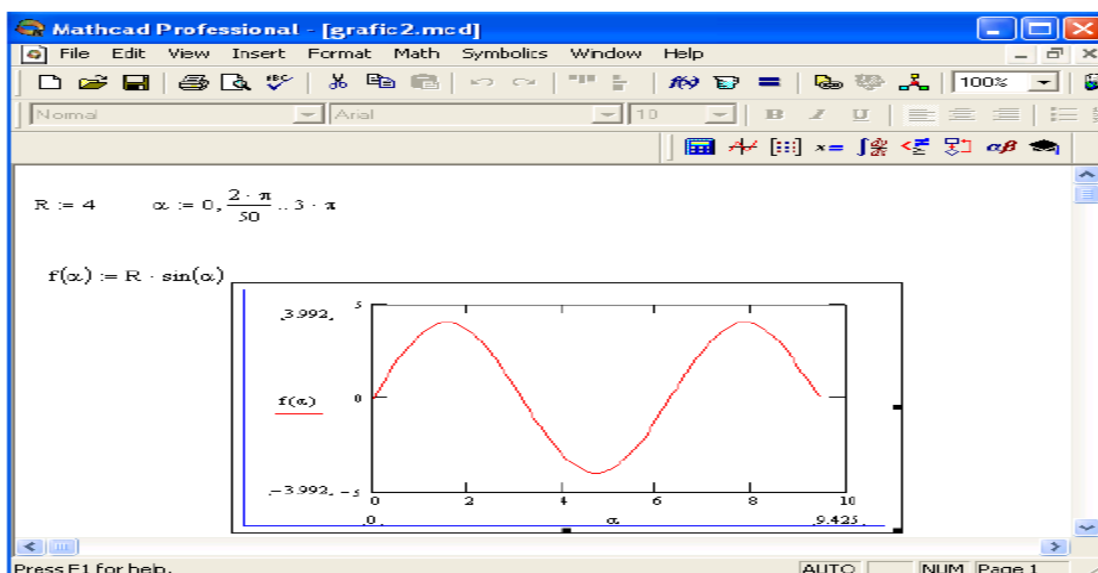 Mathcad Professional - [grafic2.mcd]
File Edit View Insert Format Math Symbolics Window Help
100%
Normal Arial 10 B I U
R := 4 α := 0, 2 · π / 50 .. 3 · π
f(α) := R · sin(α)
3.992, 5
f(α) 0
-3.992, -5
0 2 4 6 8 10
0 α 9.425
Press F1 for help. AUTO NUM Page 1